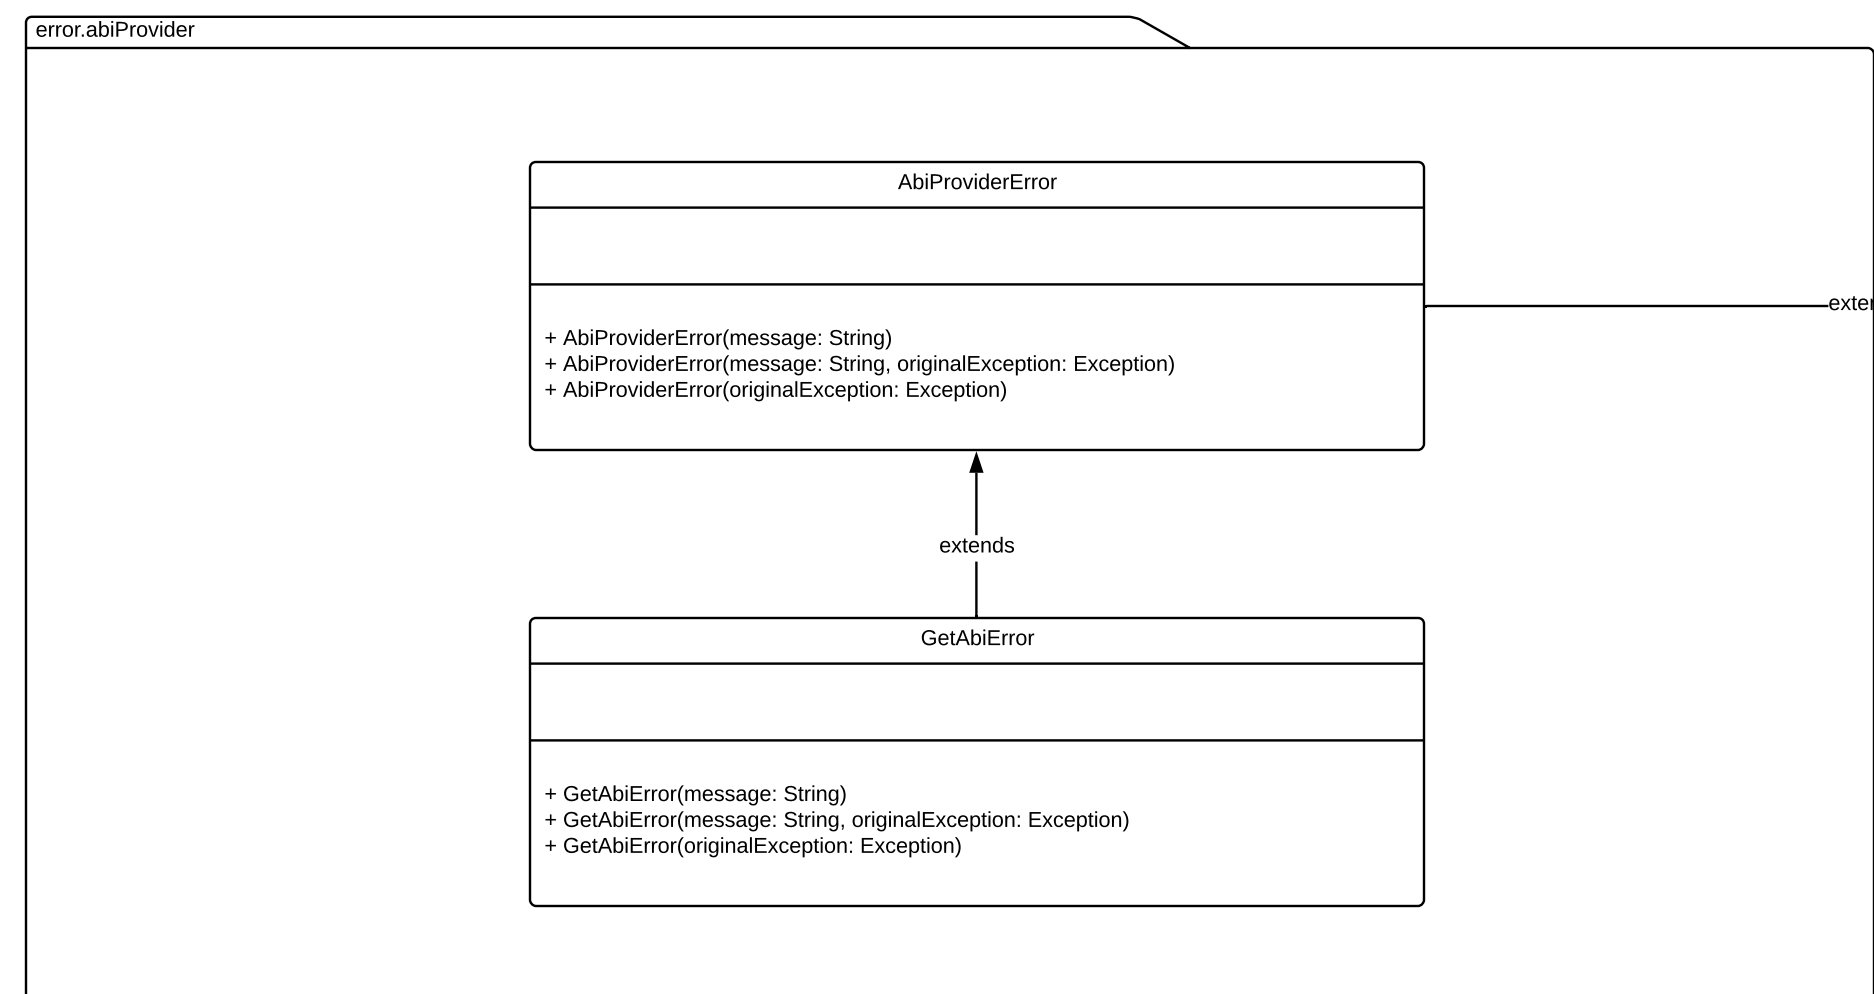 error.abiProvider
AbiProviderError
+ AbiProviderError(message: String)
+ AbiProviderError(message: String, originalException: Exception)
+ AbiProviderError(originalException: Exception)
extends
GetAbiError
+ GetAbiError(message: String)
+ GetAbiError(message: String, originalException: Exception)
+ GetAbiError(originalException: Exception)